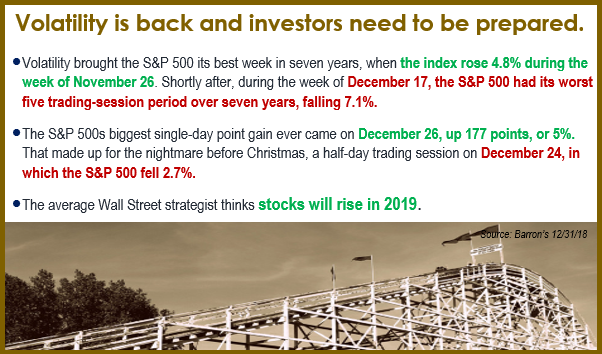 Volatility is back and investors need to be prepared.
•Volatility brought the S&P 500 its best week in seven years, when the index rose 4.8% during the
week of November 26. Shortly after, during the week of December 17, the S&P 500 had its worst
five trading-session period over seven years, falling 7.1%.
•The S&P 500s biggest single-day point gain ever came on December 26, up 177 points, or 5%.
That made up for the nightmare before Christmas, a half-day trading session on December 24, in
which the S&P 500 fell 2.7%.
•The average Wall Street strategist thinks stocks will rise in 2019.
Source: Barron's 12/31/18